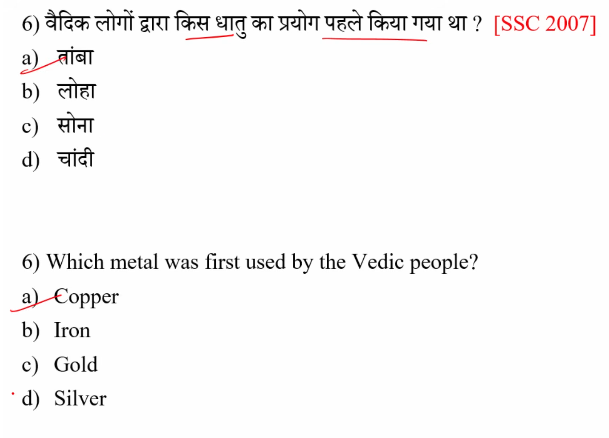 6) वैदिक लोगों द्वारा किस धातु का प्रयोग पहले किया गया था ? [SSC 2007]
a) तांबा
b) लोहा
c) सोना
d) चांदी
6) Which metal was first used by the Vedic people?
a) Copper
b) Iron
c) Gold
d) Silver